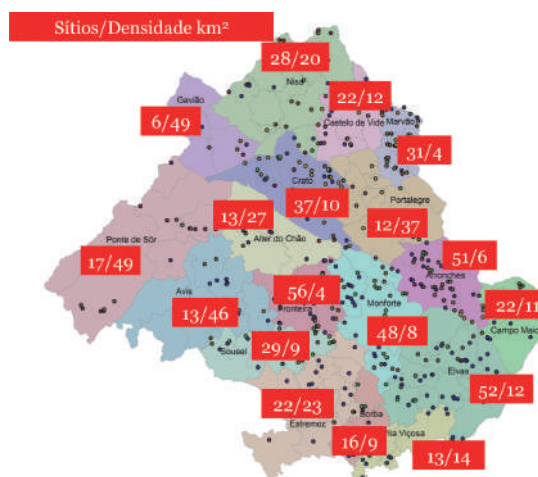 Sítios/Densidade km²
28/20
Nisa
22/12
Gavião
6/49
Castelo de Vide
Marvão
31/4
Crato
37/10
Portalegre
13/27
12/37
Ponte de Sôr
Alter do Chão
51/6
17/49
Arronches
Avis
56/4
22/11
13/46
Fronteira
Monforte
Campo Maior
48/8
Sousel
29/9
Elvas
52/12
22/23
Estremoz
Borba
16/9
Vila Viçosa
13/14